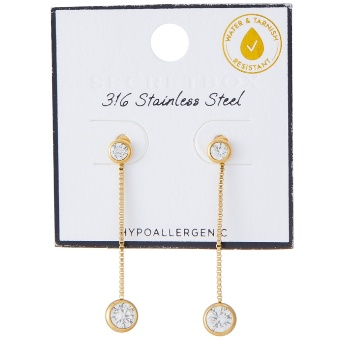 WATER & TARNISH
RESISTANT
316 Stainless Steel
HYPOALLERGENIC